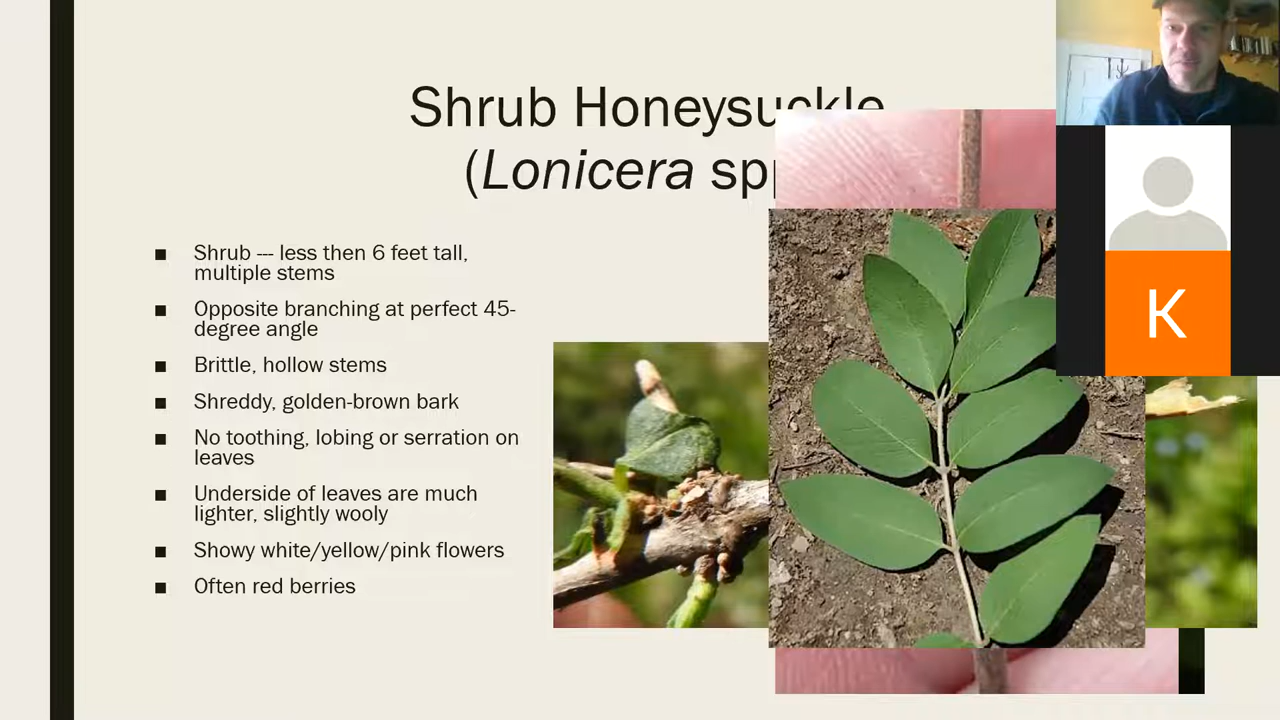 Shrub Honeysuckle
(Lonicera spp
■ Shrub --- less then 6 feet tall,
multiple stems
■ Opposite branching at perfect 45-
degree angle
■ Brittle, hollow stems
■ Shreddy, golden-brown bark
■ No toothing, lobing or serration on
leaves
■ Underside of leaves are much
lighter, slightly wooly
■ Showy white/yellow/pink flowers
■ Often red berries
K